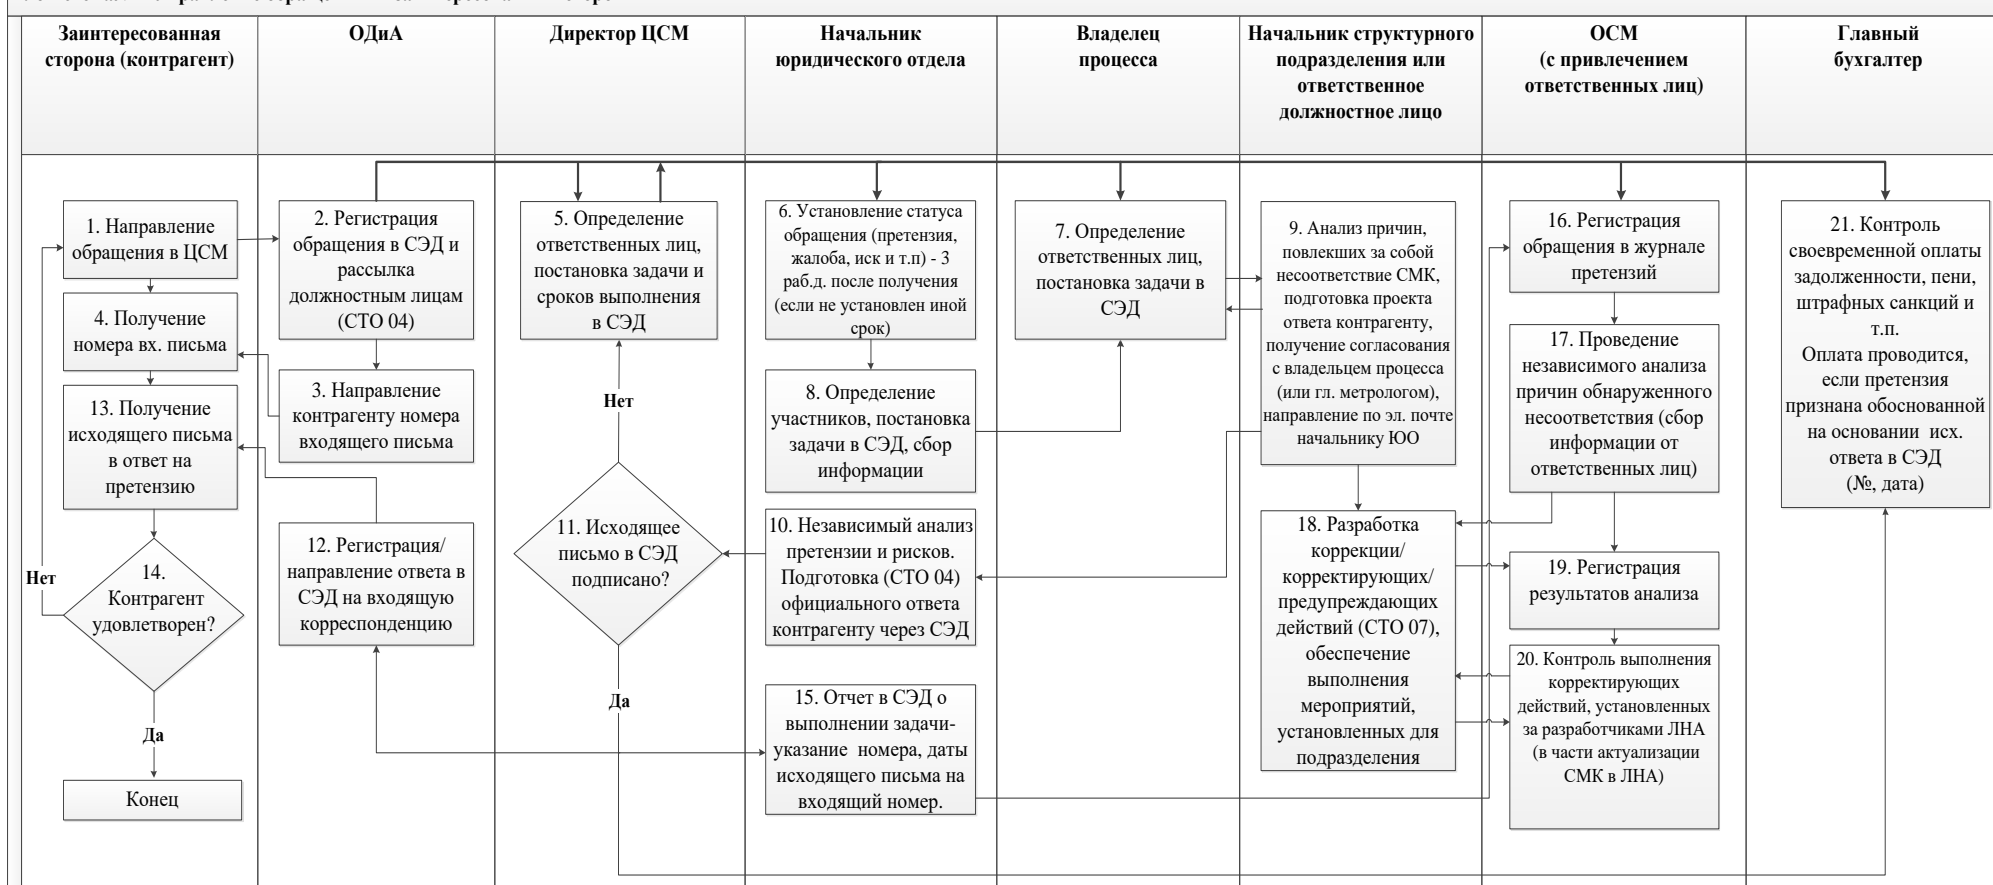 Заинтересованная
сторона (контрагент)
ОДиА
Директор ЦСМ
Начальник
юридического отдела
Владелец
процесса
Начальник структурного
подразделения или
ответственное
должностное лицо
ОСМ
(с привлечением
ответственных лиц)
Главный
бухгалтер
1. Направление
обращения в ЦСМ
4. Получение
номера вх. письма
13. Получение
исходящего письма
в ответ на
претензию
14.
Контрагент
удовлетворен?
Нет
Да
Конец
2. Регистрация
обращения в СЭД и
рассылка
должностным лицам
(СТО 04)
3. Направление
контрагенту номера
входящего письма
12. Регистрация/
направление ответа в
СЭД на входящую
корреспонденцию
5. Определение
ответственных лиц,
постановка задачи и
сроков выполнения
в СЭД
Нет
11. Исходящее
письмо в СЭД
подписано?
Да
6. Установление статуса
обращения (претензия,
жалоба, иск и т.п) - 3
раб.д. после получения
(если не установлен иной
срок)
8. Определение
участников, постановка
задачи в СЭД, сбор
информации
10. Независимый анализ
претензии и рисков.
Подготовка (СТО 04)
официального ответа
контрагенту через СЭД
15. Отчет в СЭД о
выполнении задачи-
указание номера, даты
исходящего письма на
входящий номер.
7. Определение
ответственных лиц,
постановка задачи в
СЭД
9. Анализ причин,
повлекших за собой
несоответствие СМК,
подготовка проекта
ответа контрагенту,
получение согласования
с владельцем процесса
(или гл. метрологом),
направление по эл. почте
начальнику ЮО
18. Разработка
коррекции/
корректирующих/
предупреждающих
действий (СТО 07),
обеспечение
выполнения
мероприятий,
установленных для
подразделения
16. Регистрация
обращения в журнале
претензий
17. Проведение
независимого анализа
причин обнаруженного
несоответствия (сбор
информации от
ответственных лиц)
19. Регистрация
результатов анализа
20. Контроль выполнения
корректирующих
действий, установленных
за разработчиками ЛНА
(в части актуализации
СМК в ЛНА)
21. Контроль
своевременной оплаты
задолженности, пени,
штрафных санкций и
т.п.
Оплата проводится,
если претензия
признана обоснованной
на основании исх.
ответа в СЭД
(№, дата)